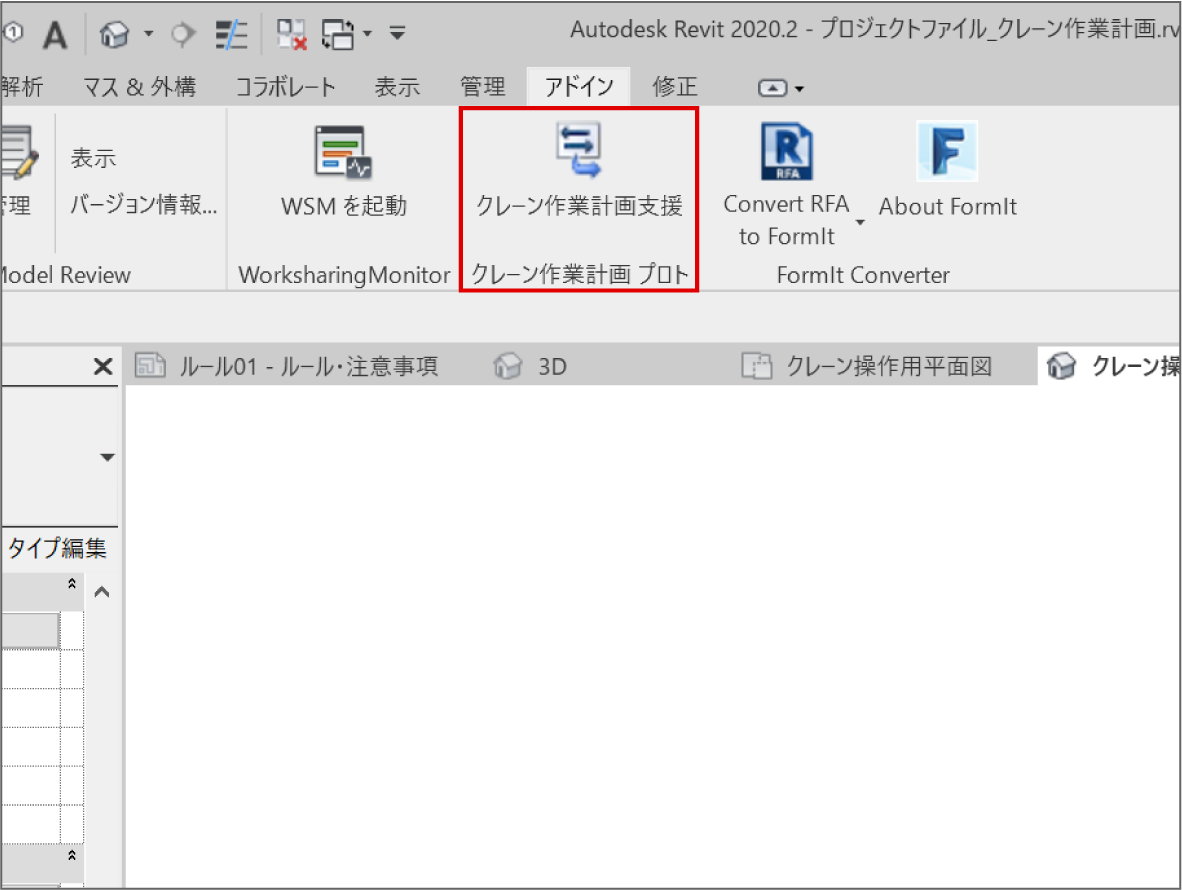 Autodesk Revit 2020.2 - プロジェクトファイル_クレーン作業計画.rv
解析 マス & 外構 コラボレート 表示 管理 アドイン 修正
表示
管理 バージョン情報... WSM を起動 クレーン作業計画支援 Convert RFA to FormIt About FormIt
Model Review WorksharingMonitor クレーン作業計画 プロト FormIt Converter
ルール01 - ルール・注意事項 3D クレーン操作用平面図 クレーン操
タイプ編集